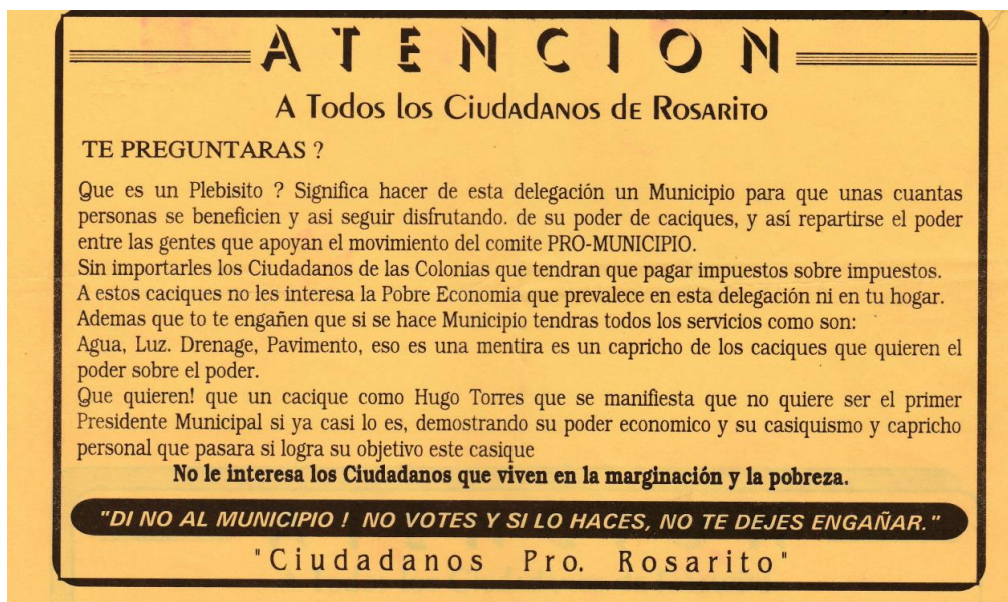 ATENCION
A Todos los Ciudadanos de Rosarito
TE PREGUNTARAS ?
Que es un Plebisito ? Significa hacer de esta delegación un Municipio para que unas cuantas
personas se beneficien y asi seguir disfrutando. de su poder de caciques, y así repartirse el poder
entre las gentes que apoyan el movimiento del comite PRO-MUNICIPIO.
Sin importarles los Ciudadanos de las Colonias que tendran que pagar impuestos sobre impuestos.
A estos caciques no les interesa la Pobre Economia que prevalece en esta delegación ni en tu hogar.
Ademas que to te engañen que si se hace Municipio tendras todos los servicios como son:
Agua, Luz. Drenage, Pavimento, eso es una mentira es un capricho de los caciques que quieren el
poder sobre el poder.
Que quieren! que un cacique como Hugo Torres que se manifiesta que no quiere ser el primer
Presidente Municipal si ya casi lo es, demostrando su poder economico y su casiquismo y capricho
personal que pasara si logra su objetivo este casique
No le interesa los Ciudadanos que viven en la marginación y la pobreza.
"DI NO AL MUNICIPIO ! NO VOTES Y SI LO HACES, NO TE DEJES ENGAÑAR."
"Ciudadanos Pro. Rosarito"